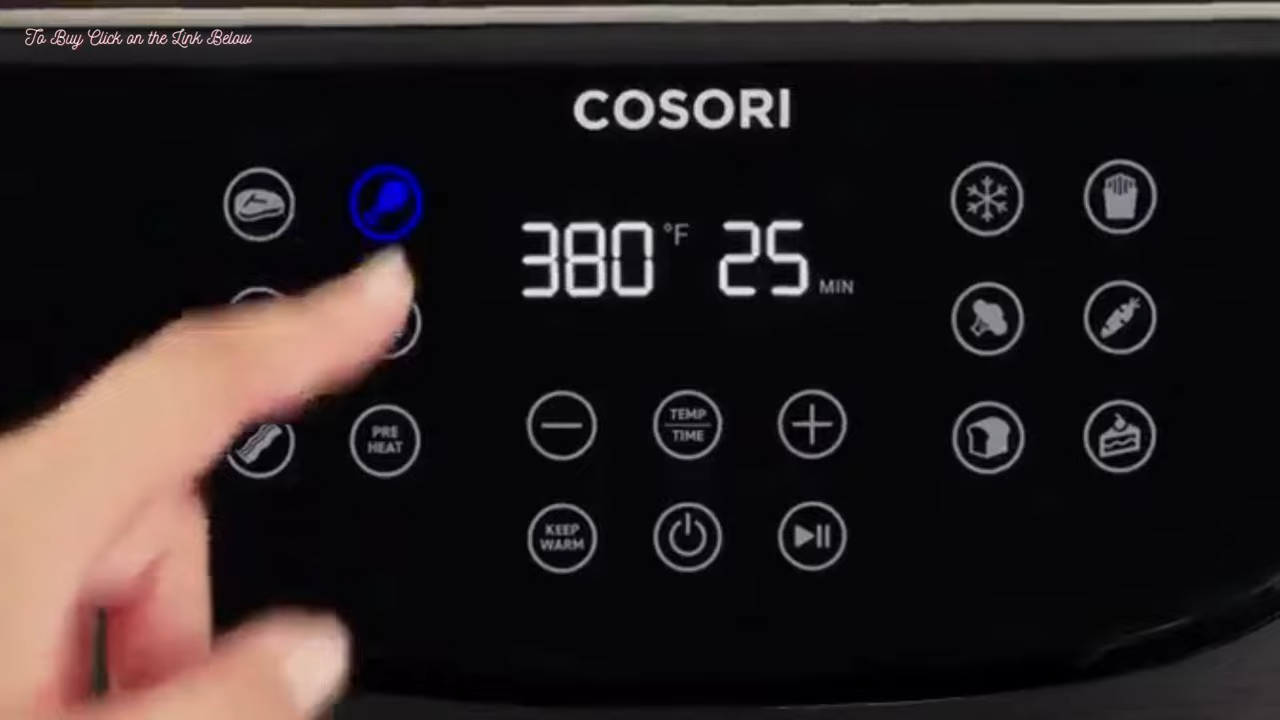 To Buy Click on the Link Below
COSORI
380 °F 25 MIN
PRE
HEAT
TEMP
TIME
KEEP
WARM